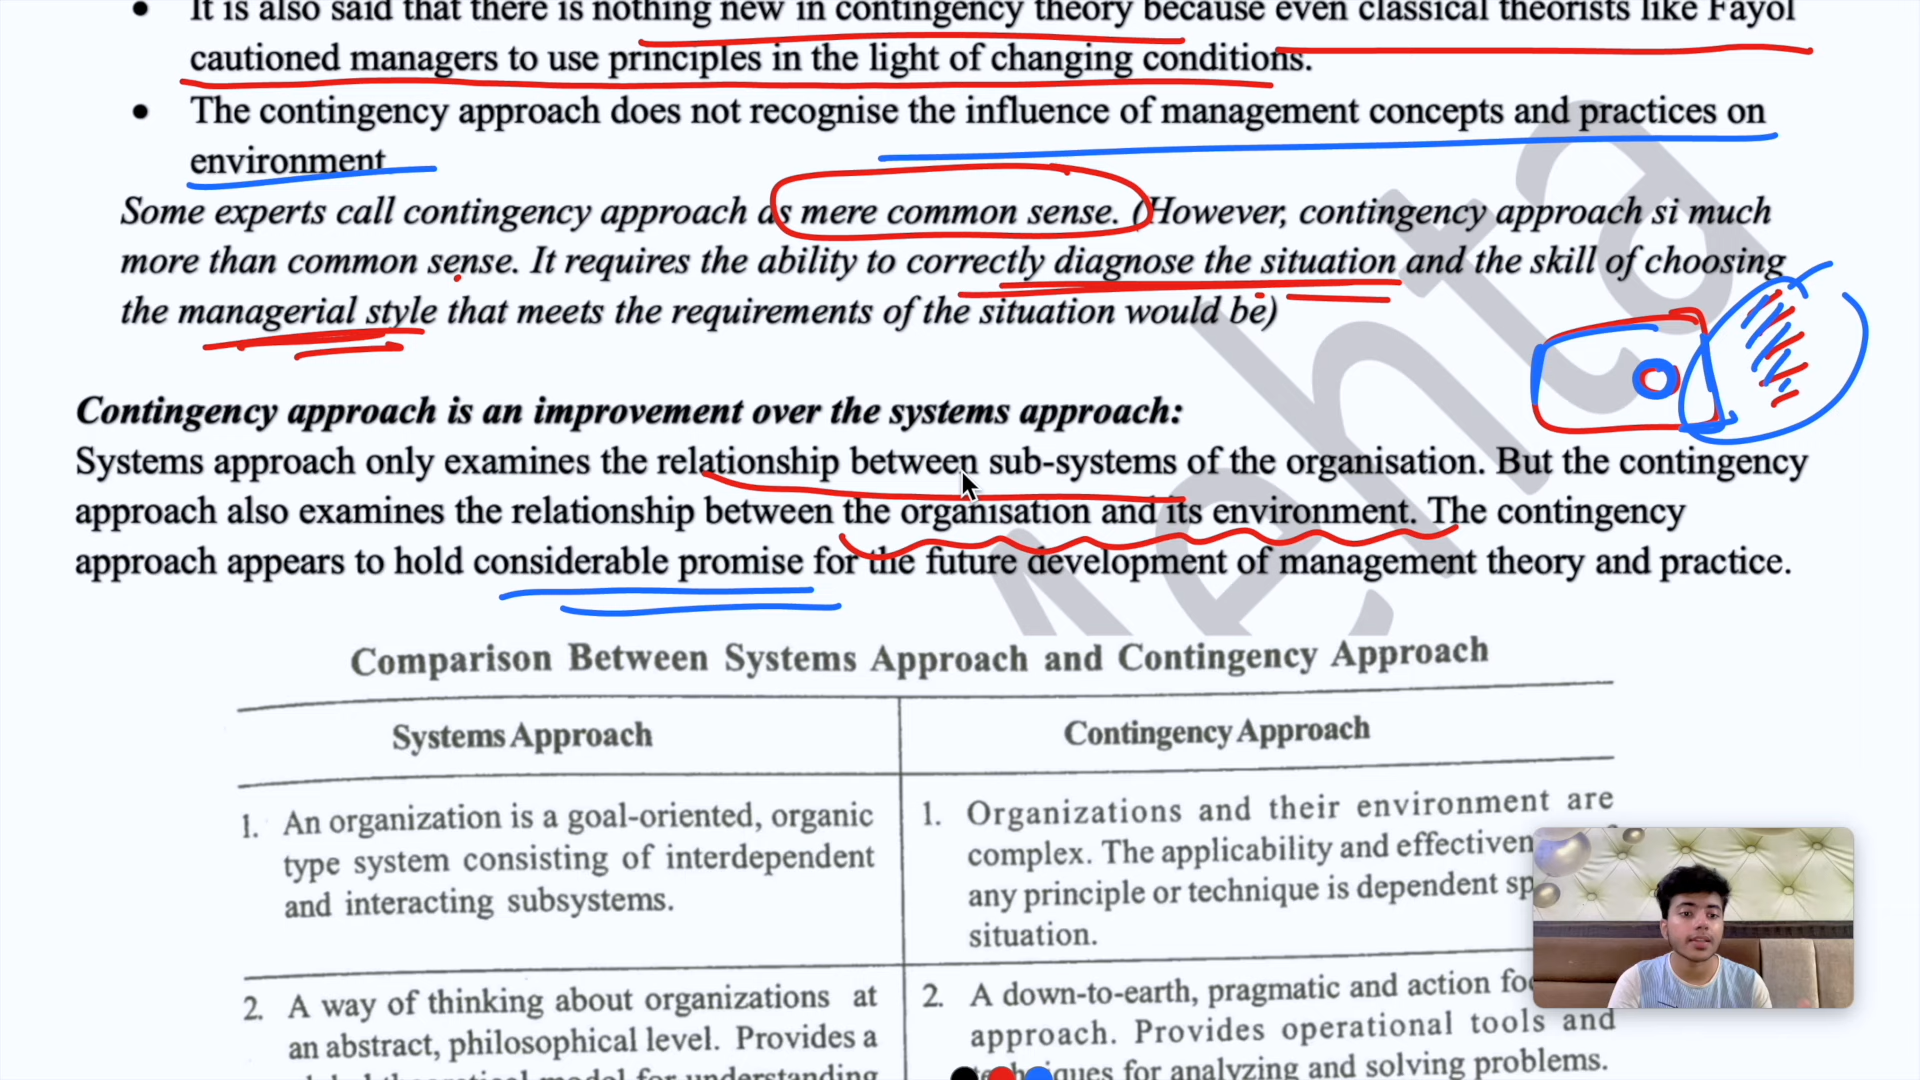 It is also said that there is nothing new in contingency theory because even classical theorists like Fayol
cautioned managers to use principles in the light of changing conditions.
The contingency approach does not recognise the influence of management concepts and practices on
environment
Some experts call contingency approach as mere common sense. (However, contingency approach si much
more than common sense. It requires the ability to correctly diagnose the situation and the skill of choosing
the managerial style that meets the requirements of the situation would be)
Contingency approach is an improvement over the systems approach:
Systems approach only examines the relationship between sub-systems of the organisation. But the contingency
approach also examines the relationship between the organisation and its environment. The contingency
approach appears to hold considerable promise for the future development of management theory and practice.
Comparison Between Systems Approach and Contingency Approach
Systems Approach
Contingency Approach
1. An organization is a goal-oriented, organic
type system consisting of interdependent
and interacting subsystems.
1. Organizations and their environment are
complex. The applicability and effectiven
any principle or technique is dependent sp
situation.
2. A way of thinking about organizations at
an abstract, philosophical level. Provides a
2. A down-to-earth, pragmatic and action fo
approach. Provides operational tools and
for analyzing and solving problems.